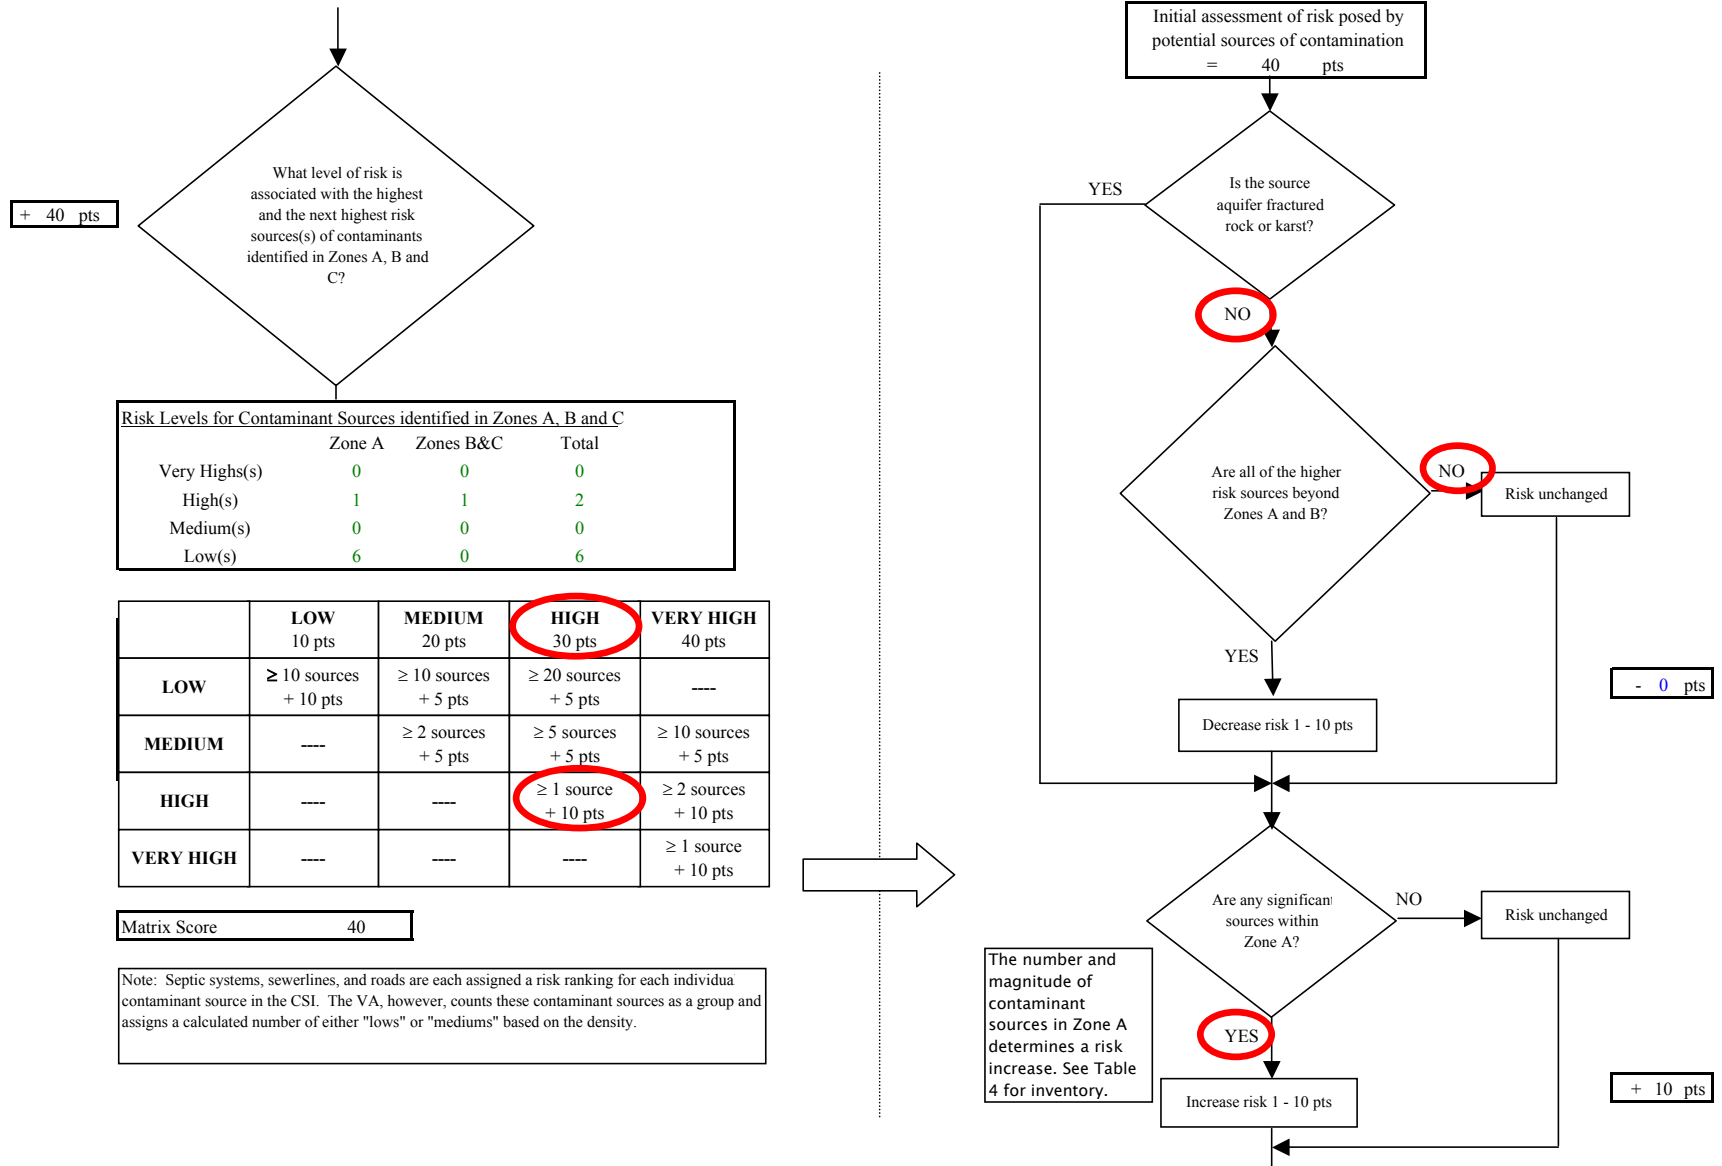 What level of risk is
associated with the highest
and the next highest risk
sources(s) of contaminants
identified in Zones A, B and
C?
+ 40 pts
Risk Levels for Contaminant Sources identified in Zones A, B and C
Zone A Zones B&C Total
Very Highs(s) 0 0 0
High(s) 1 1 2
Medium(s) 0 0 0
Low(s) 6 0 6
LOW MEDIUM HIGH VERY HIGH
10 pts 20 pts 30 pts 40 pts
LOW ≥ 10 sources + 10 pts ≥ 10 sources + 5 pts ≥ 20 sources + 5 pts ----
MEDIUM ---- ≥ 2 sources + 5 pts ≥ 5 sources + 5 pts ≥ 10 sources + 5 pts
HIGH ---- ---- ≥ 1 source + 10 pts ≥ 2 sources + 10 pts
VERY HIGH ---- ---- ---- ≥ 1 source + 10 pts
Matrix Score 40
Note: Septic systems, sewerlines, and roads are each assigned a risk ranking for each individua
contaminant source in the CSI. The VA, however, counts these contaminant sources as a group and
assigns a calculated number of either "lows" or "mediums" based on the density.
Initial assessment of risk posed by
potential sources of contamination
= 40 pts
Is the source
aquifer fractured
rock or karst?
YES
NO
Are all of the higher
risk sources beyond
Zones A and B?
NO
Risk unchanged
YES
- 0 pts
Decrease risk 1 - 10 pts
Are any significant
sources within
Zone A?
NO
Risk unchanged
The number and
magnitude of
contaminant
sources in Zone A
determines a risk
increase. See Table
4 for inventory.
YES
+ 10 pts
Increase risk 1 - 10 pts